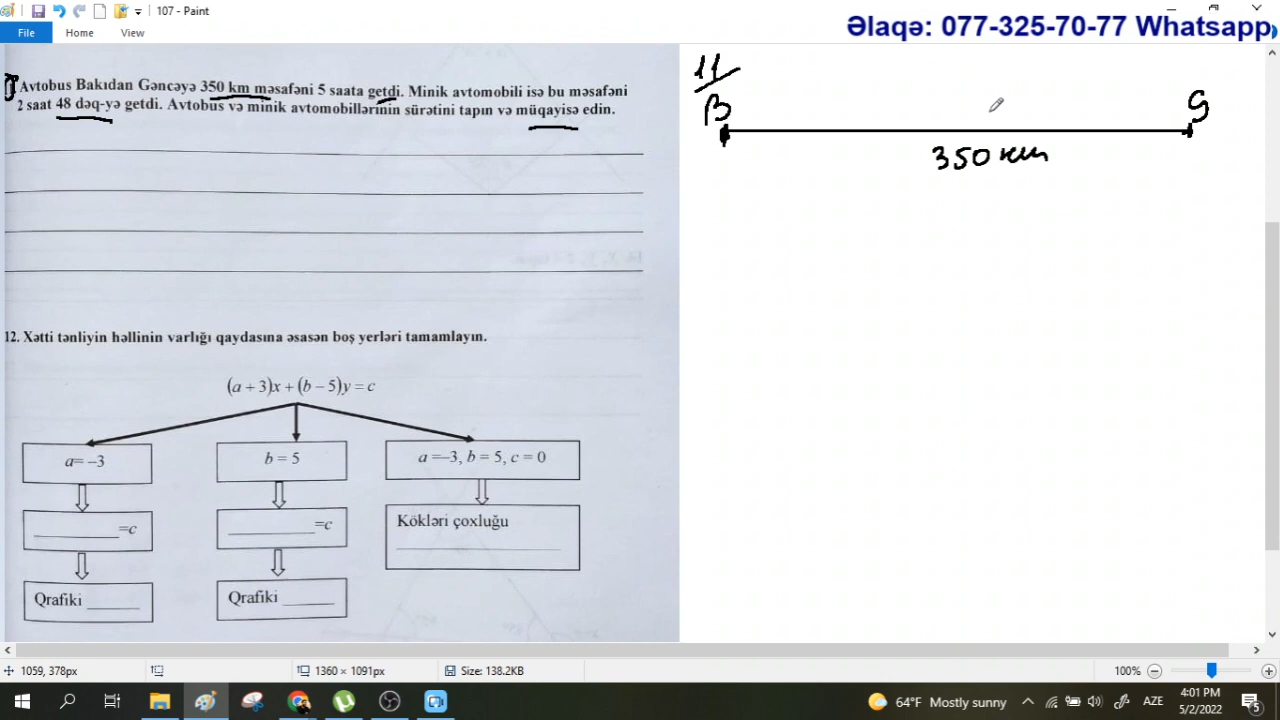 107 - Paint
Əlaqə: 077-325-70-77 Whatsapp
File Home View
Avtobus Bakıdan Gəncəyə 350 km məsafəni 5 saata getdi. Minik avtomobili isə bu məsafəni
2 saat 48 dəq-yə getdi. Avtobus və minik avtomobillərinin sürətini tapın və müqayisə edin.
11
B G
350 km
12. Xətti tənliyin həllinin varlığı qaydasına əsasən boş yerləri tamamlayın.
(a + 3)x + (b − 5)y = c
a= −3
b = 5
a =−3, b = 5, c = 0
=c
=c
Kökləri çoxluğu
Qrafiki
Qrafiki
1059, 378px
1360 × 1091px
Size: 138.2KB
100%
64°F Mostly sunny
AZE
4:01 PM
5/2/2022
5